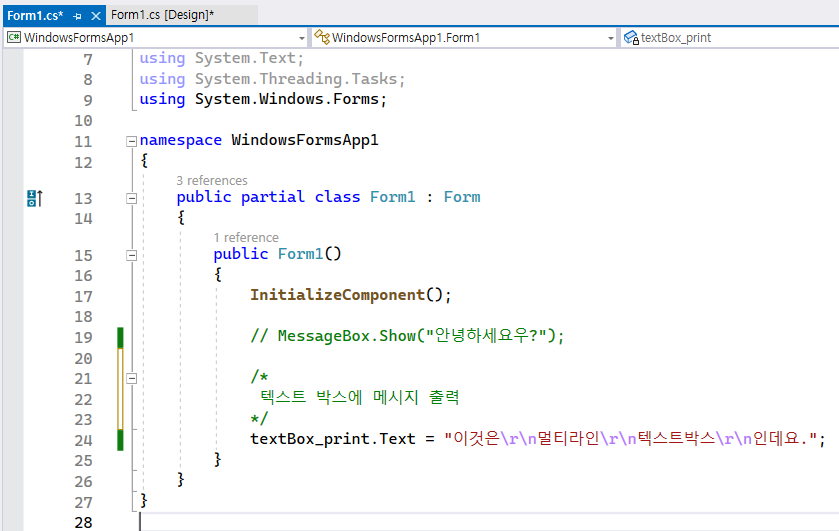 Form1.cs* Form1.cs [Design]*
C# WindowsFormsApp1 WindowsFormsApp1.Form1 textBox_print
7 using System.Text;
8 using System.Threading.Tasks;
9 using System.Windows.Forms;
10
11 namespace WindowsFormsApp1
12 {
3 references
13 public partial class Form1 : Form
14 {
1 reference
15 public Form1()
16 {
17 InitializeComponent();
18
19 // MessageBox.Show("안녕하세요우?");
20
21 /*
22 텍스트 박스에 메시지 출력
23 */
24 textBox_print.Text = "이것은\r\n멀티라인\r\n텍스트박스\r\n인데요.";
25 }
26 }
27 }
28